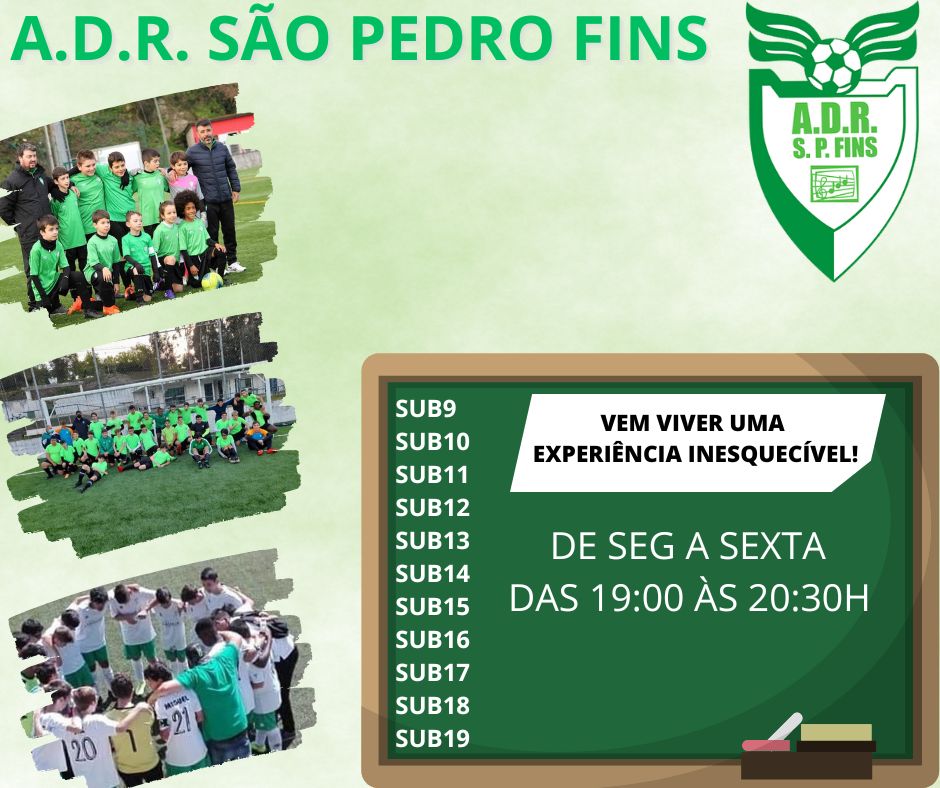 A.D.R. SÃO PEDRO FINS
A.D.R.
S. P. FINS
SUB9
SUB10
SUB11
SUB12
SUB13
SUB14
SUB15
SUB16
SUB17
SUB18
SUB19
VEM VIVER UMA
EXPERIÊNCIA INESQUECÍVEL!
DE SEG A SEXTA
DAS 19:00 ÀS 20:30H
MIGUEL
21
20
1